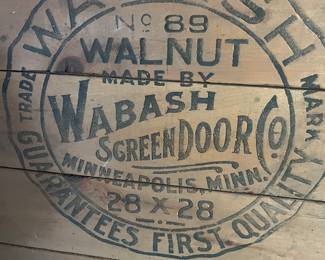 WABASH
TRADE MARK
No 89
WALNUT
MADE BY
WABASH
SCREEN DOOR CO.
MINNEAPOLIS, MINN.
28 X 28
GUARANTEES FIRST QUALITY